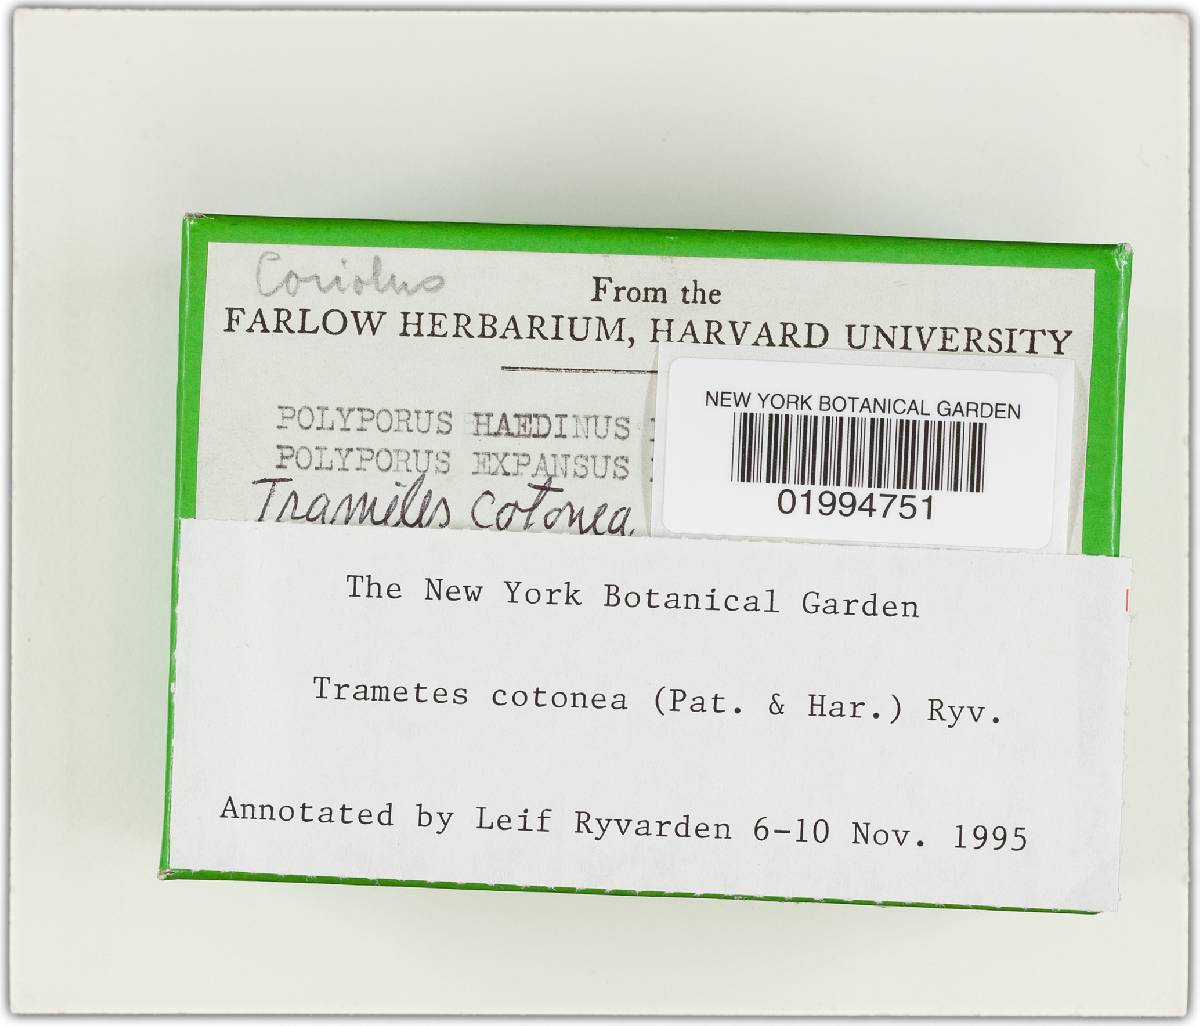 Coriolus
From the
FARLOW HERBARIUM, HARVARD UNIVERSITY
POLYPORUS HAEDINUS
POLYPORUS EXPANSUS
Trametes cotonea
NEW YORK BOTANICAL GARDEN
01994751
The New York Botanical Garden
Trametes cotonea (Pat. & Har.) Ryv.
Annotated by Leif Ryvarden 6-10 Nov. 1995